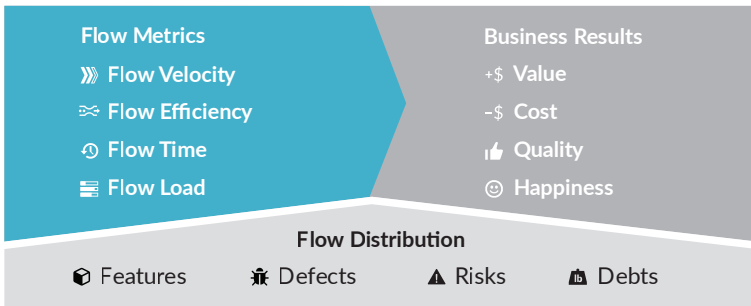 Flow Metrics
Flow Velocity
Flow Efficiency
Flow Time
Flow Load
Business Results
+$ Value
-$ Cost
Quality
Happiness
Flow Distribution
Features
Defects
Risks
lb Debts